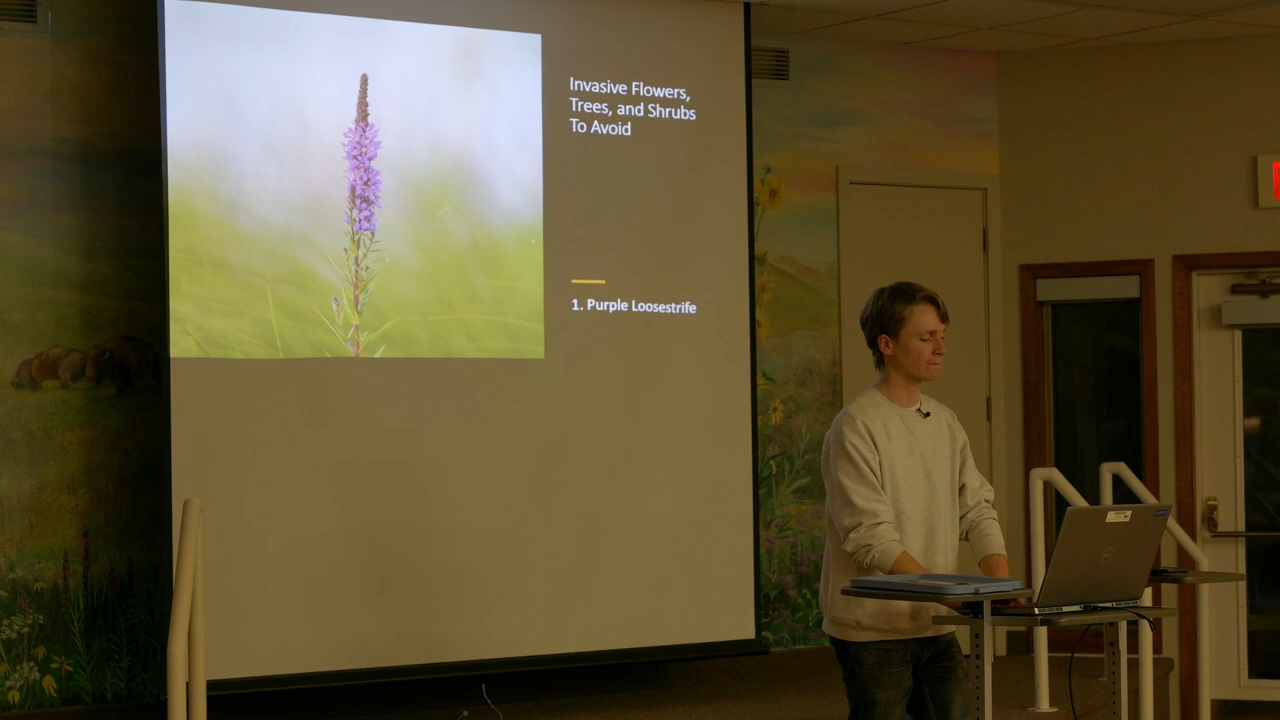 Invasive Flowers,
Trees, and Shrubs
To Avoid
1. Purple Loosestrife